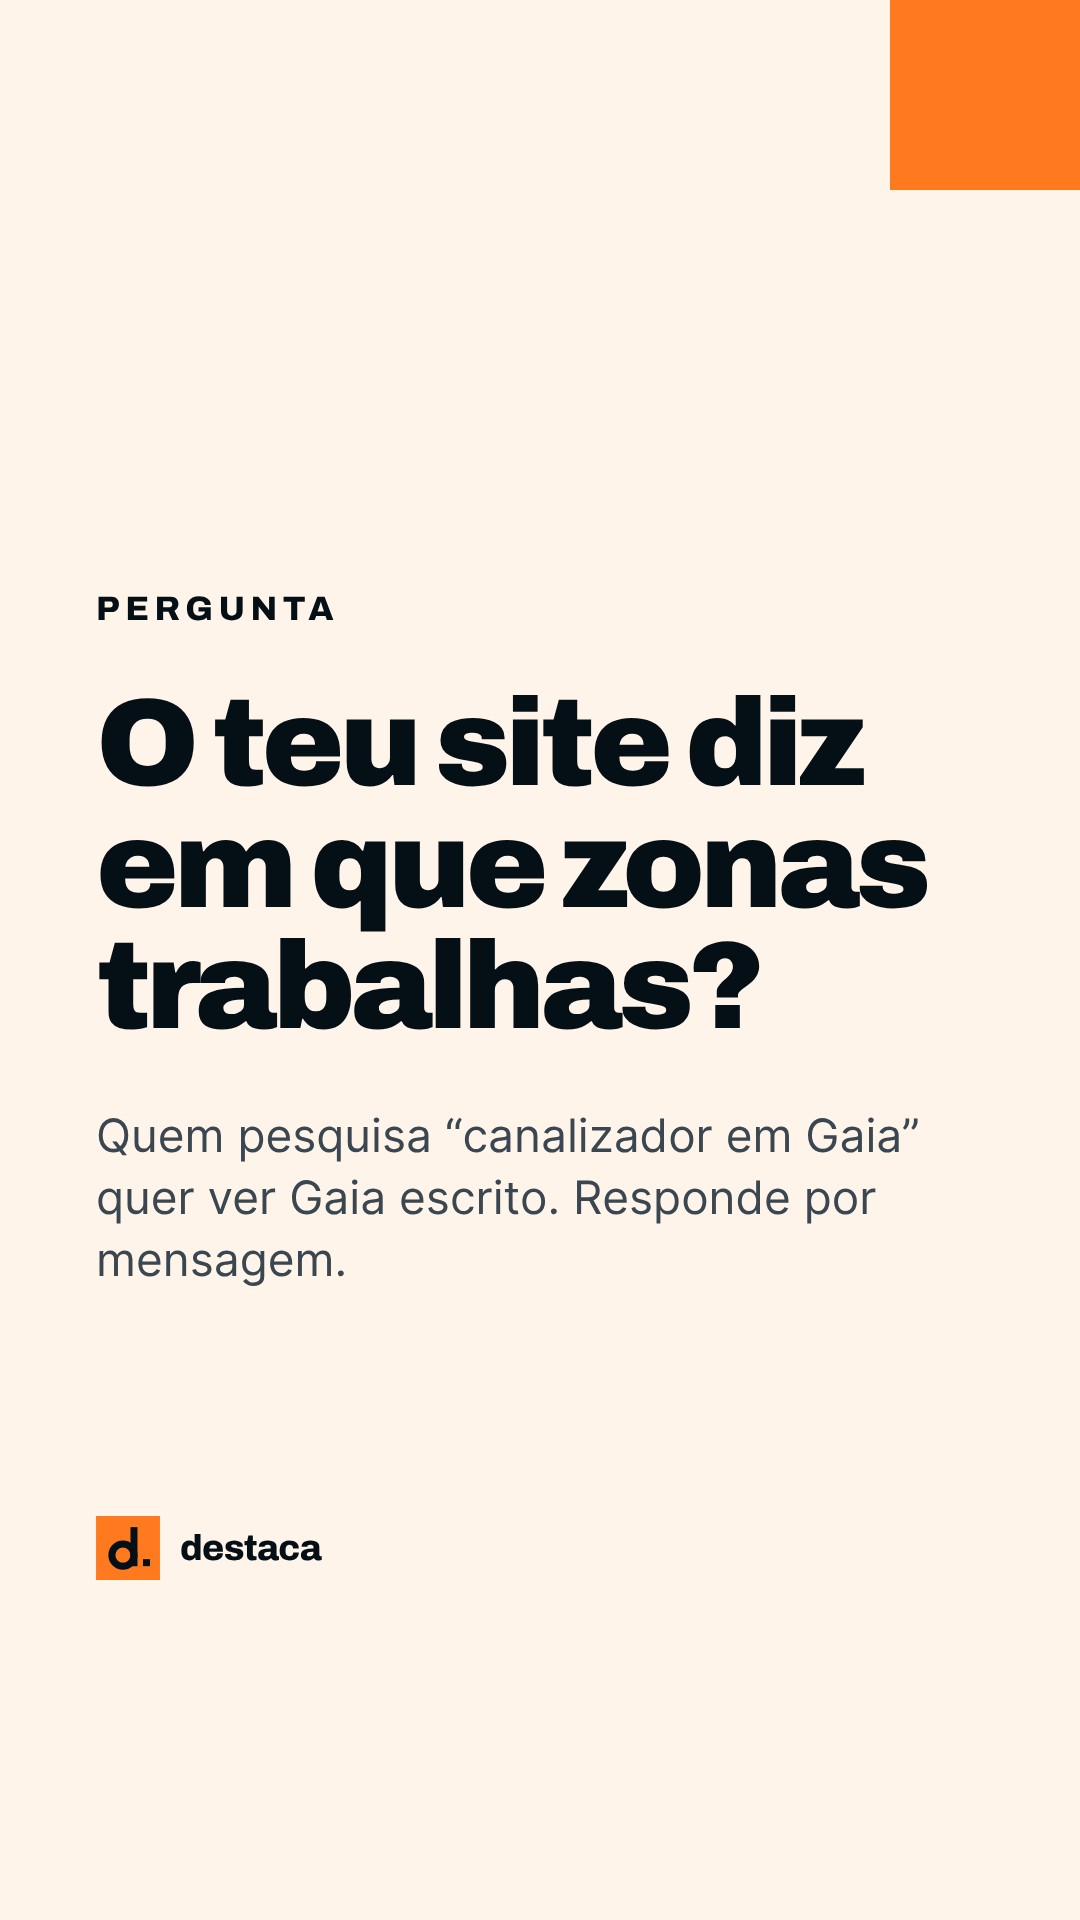 PERGUNTA
O teu site diz
em que zonas
trabalhas?
Quem pesquisa “canalizador em Gaia”
quer ver Gaia escrito. Responde por
mensagem.
d. destaca